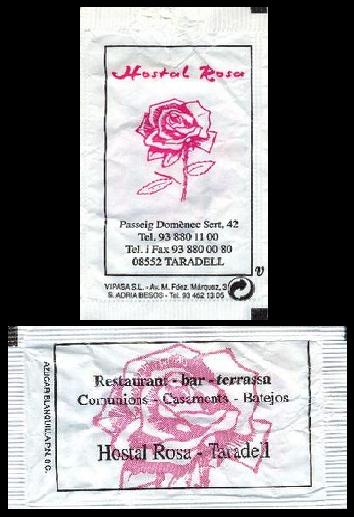 Hostal Rosa
Passeig Domènec Sert, 42
Tel. 93 880 11 00
Tel. i Fax 93 880 00 80
08552 TARADELL
v
VIPASA S.L. - Av. M. Fdez. Márquez, 3
S. ADRIA BESOS - Tel. 93 462 13 05
AZUCAR BLANQUILLA P.N. 8 G.
Restaurant - bar - terrassa
Comunions - Casaments - Batejos
Hostal Rosa - Taradell